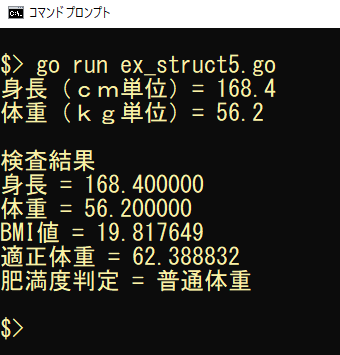 コマンドプロンプト
$> go run ex_struct5.go
身長（ｃｍ単位）= 168.4
体重（ｋｇ単位）= 56.2
検査結果
身長 = 168.400000
体重 = 56.200000
BMI値 = 19.817649
適正体重 = 62.388832
肥満度判定 = 普通体重
$>